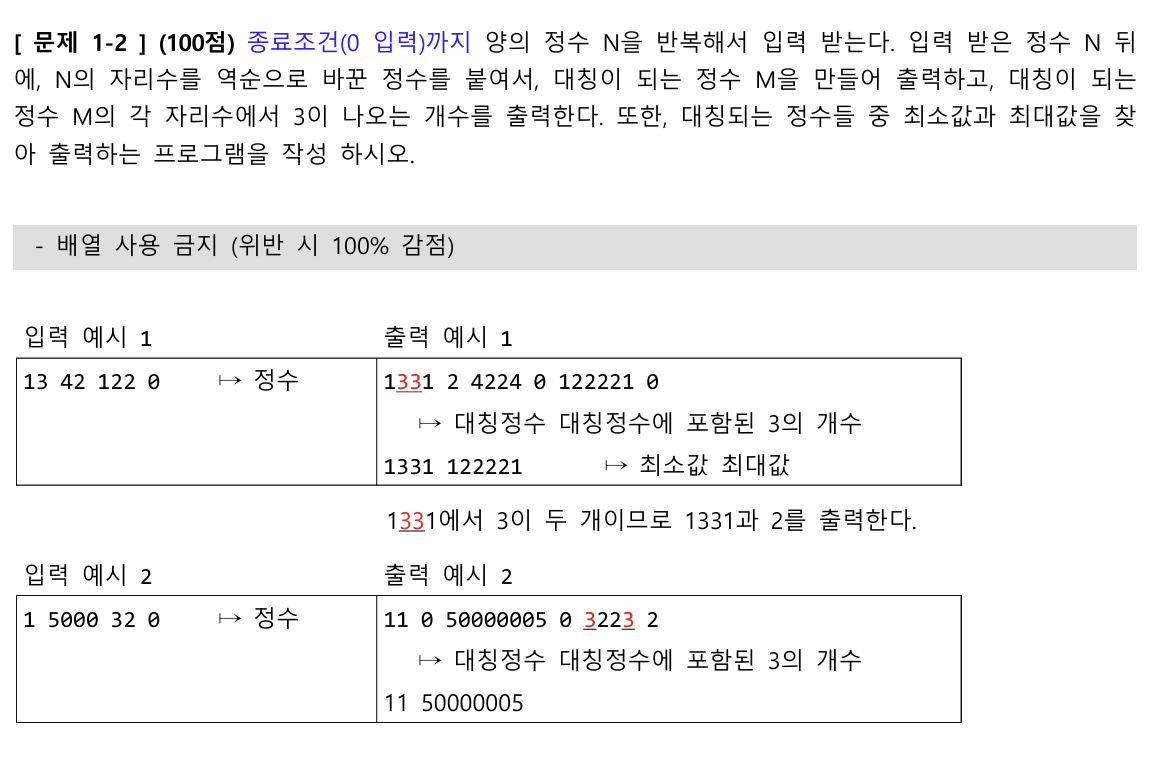 [ 문제 1-2 ] (100점) 종료조건(0 입력)까지 양의 정수 N을 반복해서 입력 받는다. 입력 받은 정수 N 뒤
에, N의 자리수를 역순으로 바꾼 정수를 붙여서, 대칭이 되는 정수 M을 만들어 출력하고, 대칭이 되는
정수 M의 각 자리수에서 3이 나오는 개수를 출력한다. 또한, 대칭되는 정수들 중 최소값과 최대값을 찾
아 출력하는 프로그램을 작성 하시오.
- 배열 사용 금지 (위반 시 100% 감점)
입력 예시 1
출력 예시 1
13 42 122 0 ↦ 정수
1331 2 4224 0 122221 0
↦ 대칭정수 대칭정수에 포함된 3의 개수
1331 122221 ↦ 최소값 최대값
1331에서 3이 두 개이므로 1331과 2를 출력한다.
입력 예시 2
출력 예시 2
1 5000 32 0 ↦ 정수
11 0 50000005 0 3223 2
↦ 대칭정수 대칭정수에 포함된 3의 개수
11 50000005